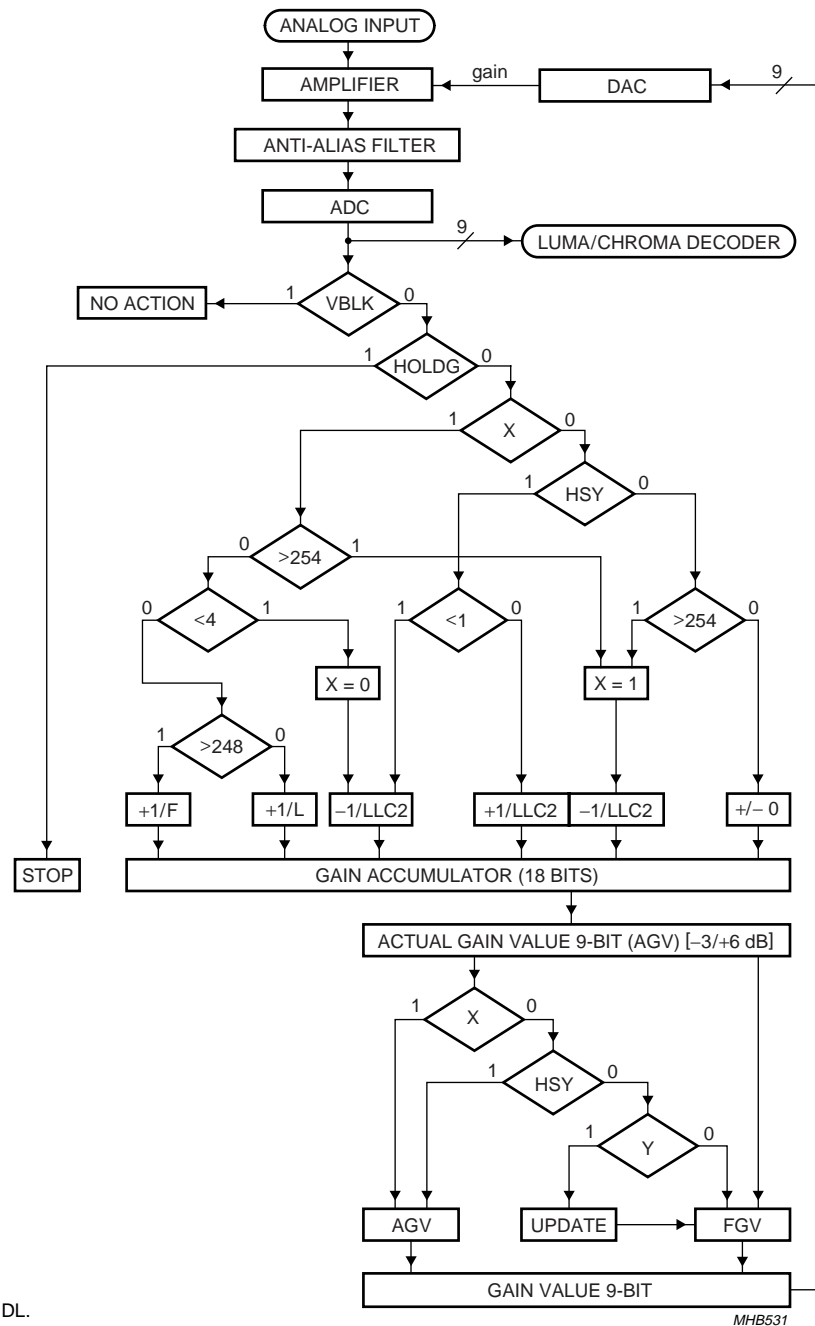 ANALOG INPUT
gain
9
AMPLIFIER
DAC
ANTI-ALIAS FILTER
ADC
9
LUMA/CHROMA DECODER
NO ACTION
1
VBLK
0
1
HOLDG
0
1
X
0
1
HSY
0
0
>254
1
0
<4
1
1
<1
0
1
>254
0
X = 0
X = 1
1
>248
0
+1/F
+1/L
−1/LLC2
+1/LLC2
−1/LLC2
+/− 0
STOP
GAIN ACCUMULATOR (18 BITS)
ACTUAL GAIN VALUE 9-BIT (AGV) [−3/+6 dB]
1
X
0
1
HSY
0
1
Y
0
AGV
UPDATE
FGV
GAIN VALUE 9-BIT
DL.
MHB531